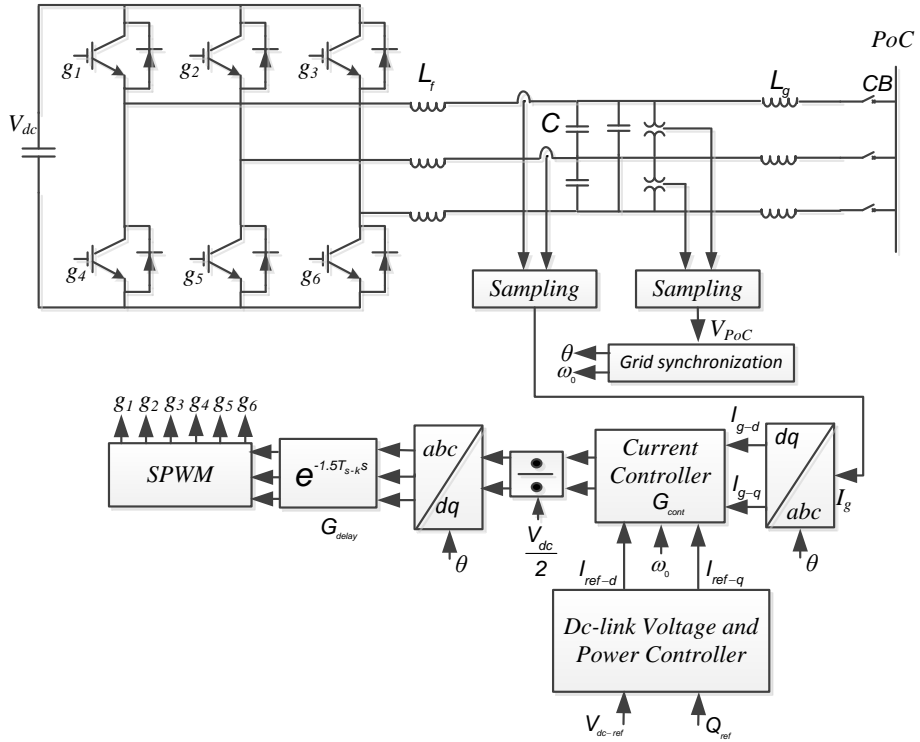 PoC
g1 g2 g3
Lf
Lg
CB
Vdc
C
g4 g5 g6
Sampling
Sampling
VPoC
θ
ω0
Grid synchronization
g1 g2 g3 g4 g5 g6
SPWM
e-1.5Ts-ks
Gdelay
abc
dq
θ
Vdc
2
Current
Controller
Gcont
Ig-d
Ig-q
dq
abc
Ig
θ
Iref-d
ω0
Iref-q
Dc-link Voltage and
Power Controller
Vdc-ref
Qref